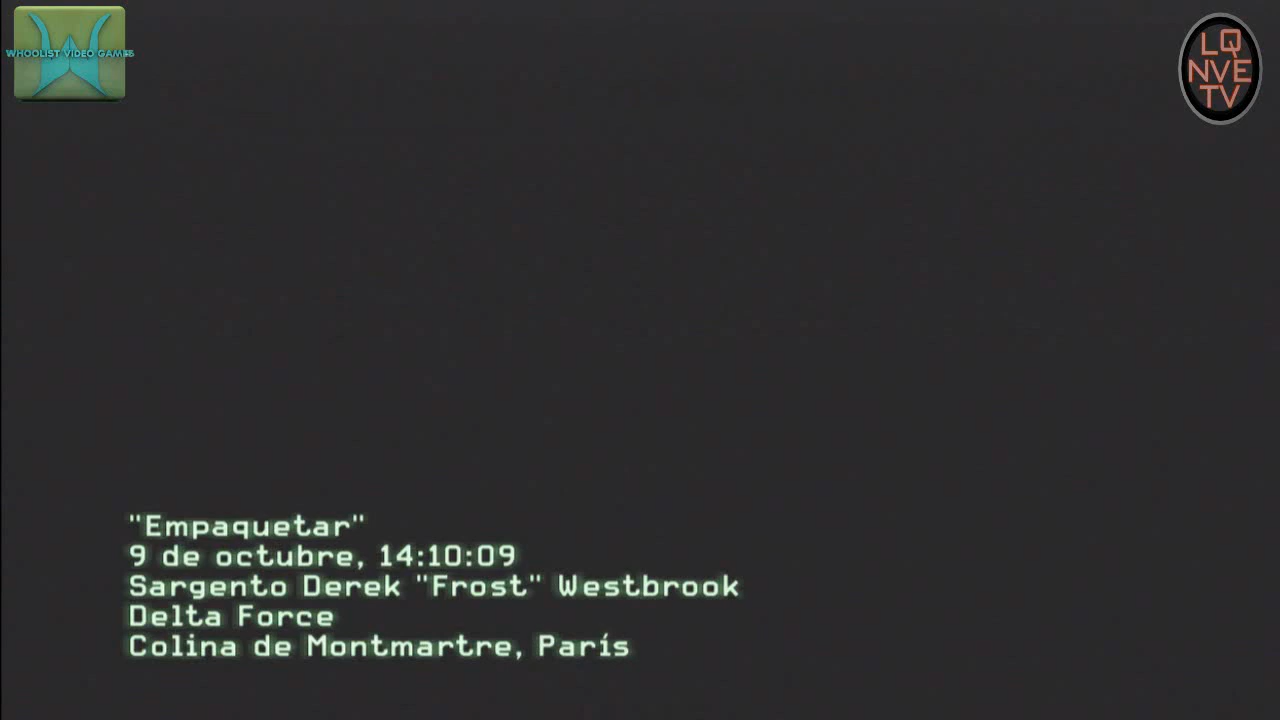 WHOOLIST VIDEO GAMES
LQ
NVE
TV
"Empaquetar"
9 de octubre, 14:10:09
Sargento Derek "Frost" Westbrook
Delta Force
Colina de Montmartre, París